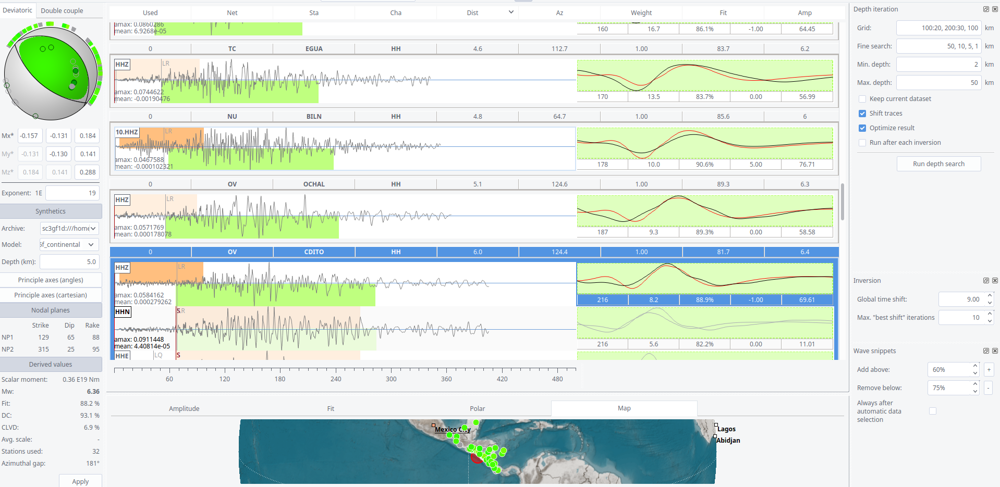 Deviatoric Double couple
Mx* -0.157 -0.131 0.184
My* -0.131 -0.130 0.141
Mz* 0.184 0.141 0.288
Exponent: 1E 19
Synthetics
Archive: sc3gf1d:///home
Model: f_continental
Depth (km): 5.0
Principle axes (angles)
Principle axes (cartesian)
Nodal planes
Strike Dip Rake
NP1 129 65 88
NP2 315 25 95
Derived values
Scalar moment: 0.36 E19 Nm
Mw: 6.36
Fit: 88.2 %
DC: 93.1 %
CLVD: 6.9 %
Avg. scale: -
Stations used: 32
Azimuthal gap: 181°
Apply
Used Net Sta Cha Dist Az Weight Fit Amp
amax: 0.0860286
mean: 6.9268e-05
160 16.7 86.1% -1.00 64.45
0 TC EGUA HH 4.6 112.7 1.00 83.7 6.2
HHZ LR
amax: 0.0744622
mean: -0.00190476
170 13.5 83.7% 0.00 56.99
0 NU BILN HH 4.8 64.7 1.00 85.6 6
10.HHZ LR
amax: 0.0467588
mean: -0.000102321
178 10.0 90.6% 5.00 76.71
0 OV OCHAL HH 5.1 124.6 1.00 89.3 6.3
HHZ LR
amax: 0.0571769
mean: 0.000178078
187 9.3 89.3% 0.00 58.58
0 OV CDITO HH 6.0 124.4 1.00 81.7 6.4
HHZ LR
amax: 0.0584162
mean: 0.000279262
216 8.2 88.9% -1.00 69.61
HHN S LR
amax: 0.0911448
mean: 4.40814e-05
216 5.6 82.2% 0.00 11.01
HHE LQ S
60 120 180 240 300 360 420 480
Amplitude Fit Polar Map
Mexico City
Lagos
Abidjan
Depth iteration
Grid: 100:20, 200:30, 100 km
Fine search: 50, 10, 5, 1 km
Min. depth: 2 km
Max. depth: 50 km
Keep current dataset
Shift traces
Optimize result
Run after each inversion
Run depth search
Inversion
Global time shift: 9.00
Max. "best shift" iterations 10
Wave snippets
Add above: 60% +
Remove below: 75% -
Always after
automatic data
selection